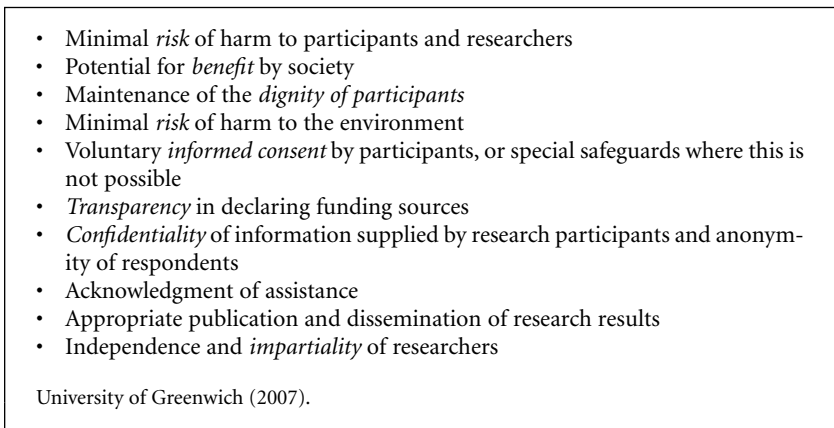 • Minimal risk of harm to participants and researchers
• Potential for benefit by society
• Maintenance of the dignity of participants
• Minimal risk of harm to the environment
• Voluntary informed consent by participants, or special safeguards where this is
not possible
• Transparency in declaring funding sources
• Confidentiality of information supplied by research participants and anonym-
ity of respondents
• Acknowledgment of assistance
• Appropriate publication and dissemination of research results
• Independence and impartiality of researchers
University of Greenwich (2007).